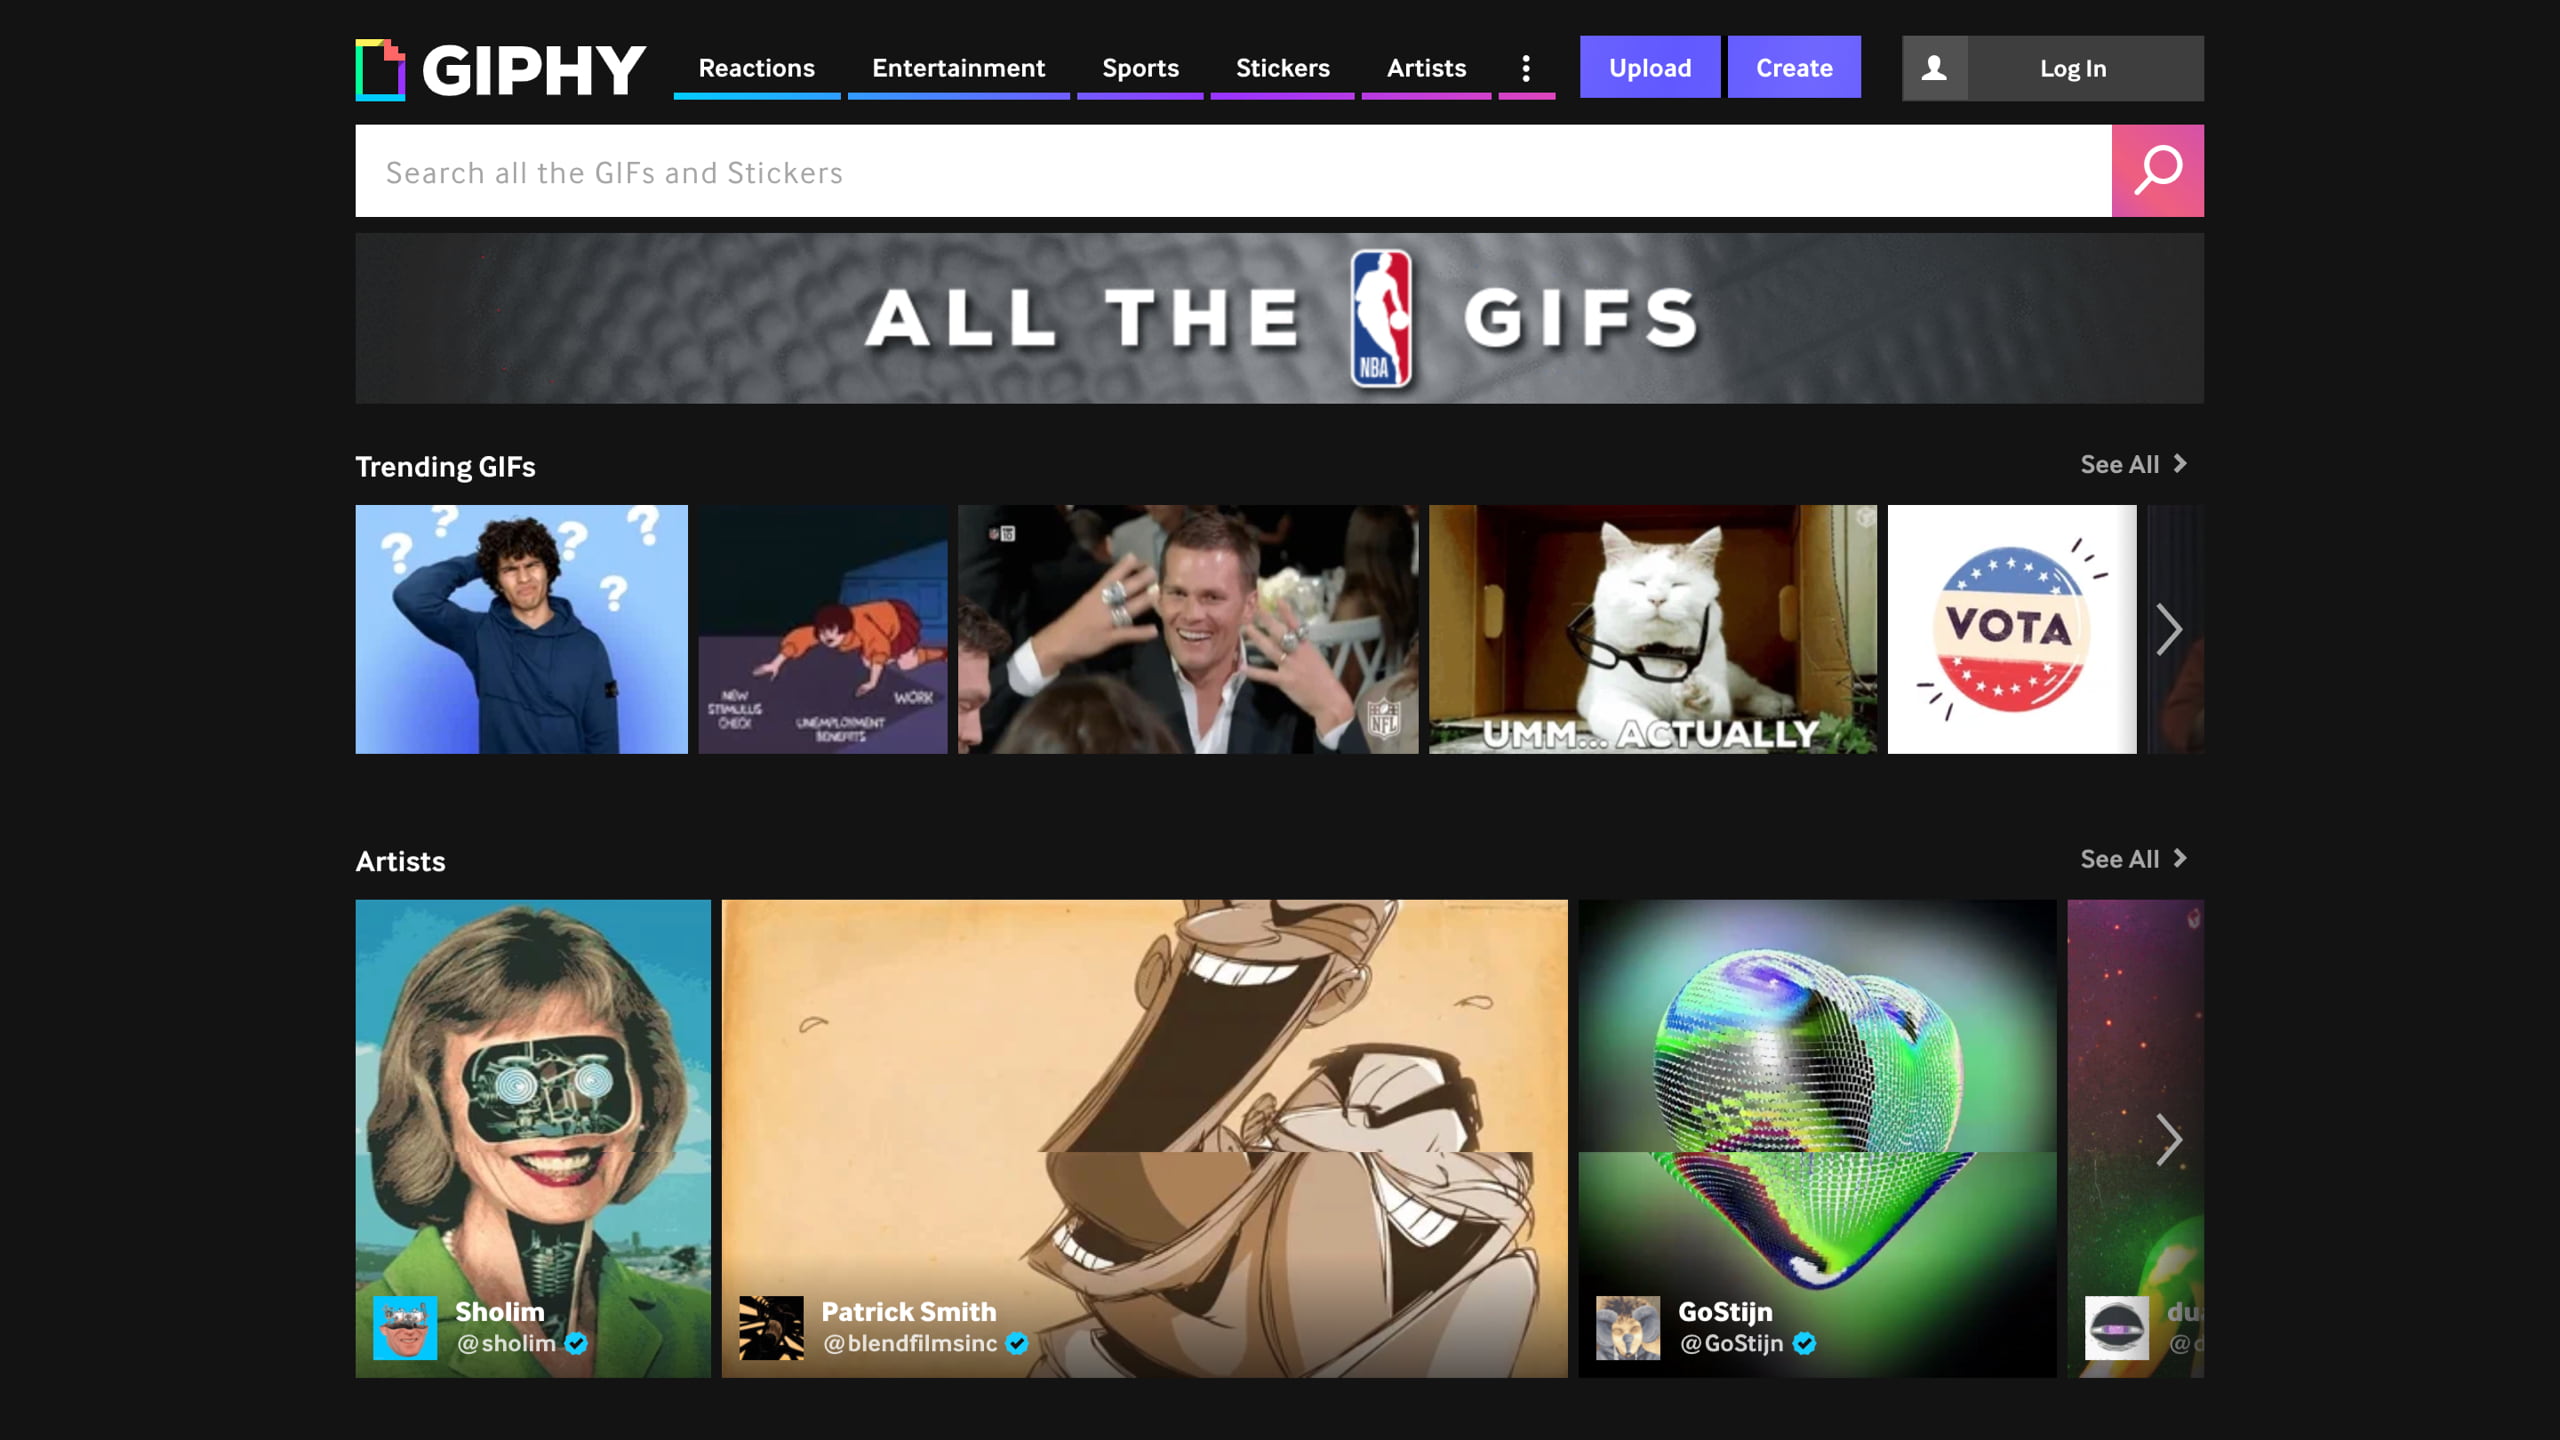 GIPHY
Reactions
Entertainment
Sports
Stickers
Artists
Upload
Create
Log In
Search all the GIFs and Stickers
ALL THE NBA GIFS
Trending GIFs
See All
? ? ? ? ?
NEW STIMULUS CHECK
UNEMPLOYMENT BENEFITS
WORK
NFL
UMM... ACTUALLY
VOTA
Artists
See All
Sholim
@sholim
Patrick Smith
@blendfilmsinc
GoStijn
@GoStijn
du
@d